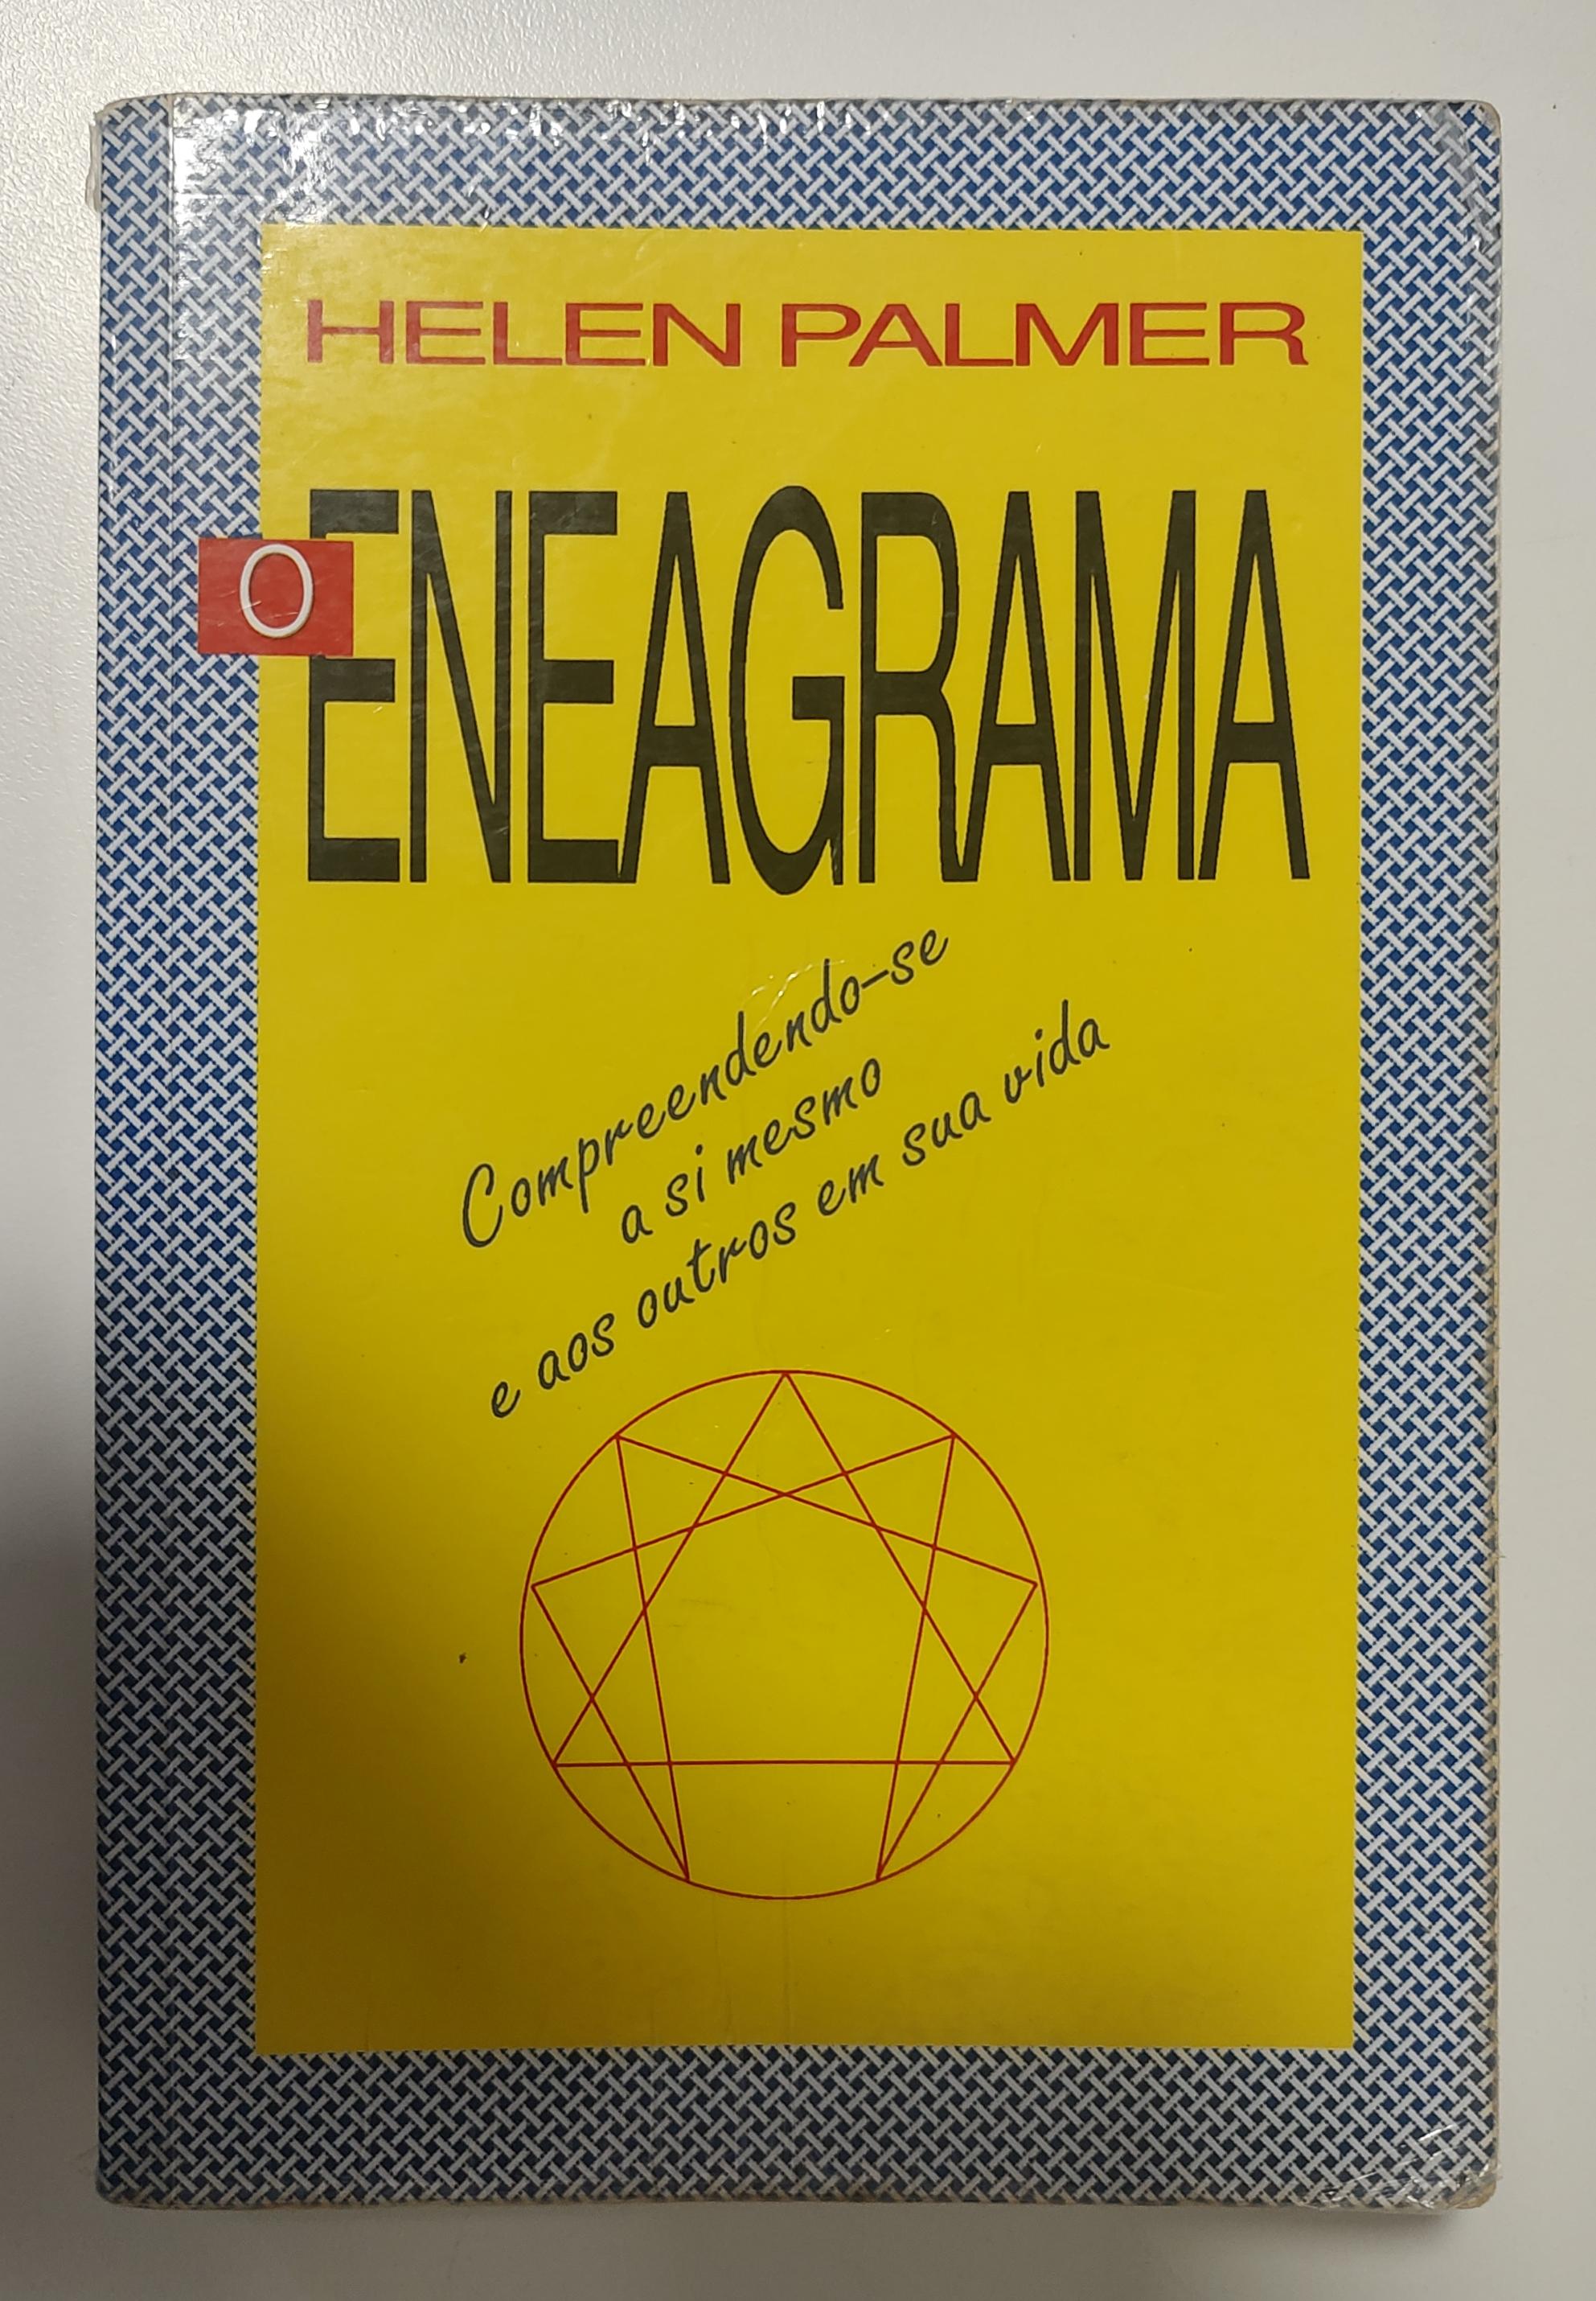 HELEN PALMER
O ENEAGRAMA
Compreendendo-se
a si mesmo
e aos outros em sua vida